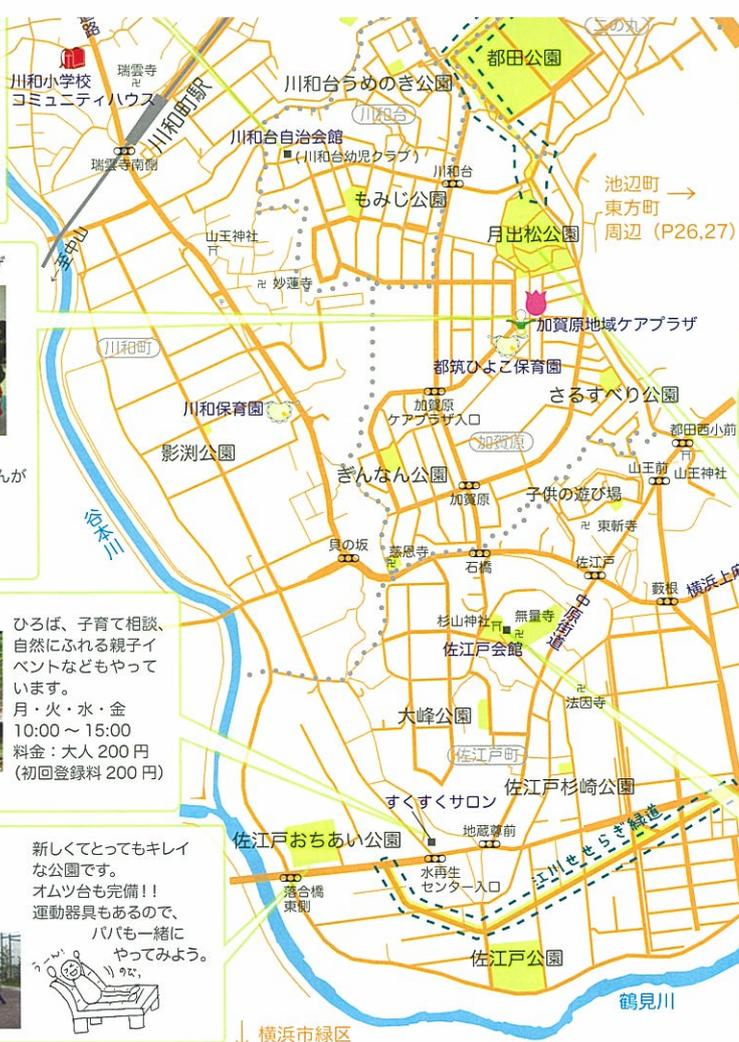 二の丸
都田公園
川和小学校
コミュニティハウス
瑞雲寺
川和町駅
川和台うめのき公園
川和台
川和台自治会館
(川和台幼児クラブ)
瑞雲寺南側
川和台
もみじ公園
池辺町 →
東方町
周辺（P26,27）
月出松公園
山王神社
至中山
妙蓮寺
加賀原地域ケアプラザ
川和町
都筑ひよこ保育園
さるすべり公園
加賀原
ケアプラザ入口
川和保育園
都田西小前
加賀原
影渕公園
山王前
山王神社
ぎんなん公園
加賀原
子供の遊び場
んが
谷本川
東斬寺
貝の坂
慈恩寺
石橋
佐江戸
藪根
中原街道
ひろば、子育て相談、
自然にふれる親子イ
ベントなどもやって
います。
月・火・水・金
10:00 ～ 15:00
料金：大人 200 円
（初回登録料 200 円）
杉山神社
無量寺
佐江戸会館
法因寺
大峰公園
佐江戸町
佐江戸杉崎公園
すくすくサロン
江川せせらぎ緑道
地蔵尊前
佐江戸おちあい公園
水再生
センター入口
落合橋
東側
新しくてとってもキレイ
な公園です。
オムツ台も完備！！
運動器具もあるので、
パパも一緒に
やってみよう。
佐江戸公園
鶴見川
↓ 横浜市緑区